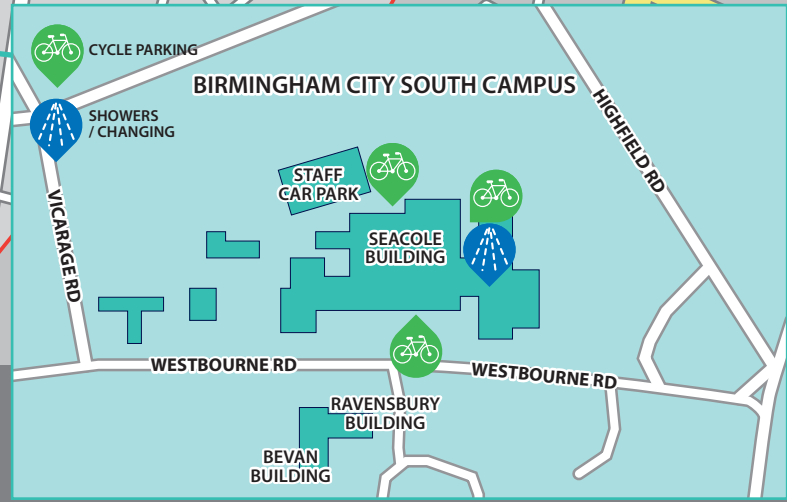 CYCLE PARKING
SHOWERS
/ CHANGING
BIRMINGHAM CITY SOUTH CAMPUS
HIGHFIELD RD
STAFF
CAR PARK
VICARAGE RD
SEACOLE
BUILDING
WESTBOURNE RD
WESTBOURNE RD
RAVENSBURY
BUILDING
BEVAN
BUILDING